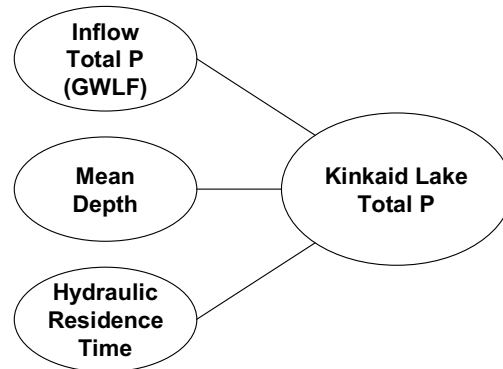 Inflow
Total P
(GWLF)
Mean
Depth
Kinkaid Lake
Total P
Hydraulic
Residence
Time